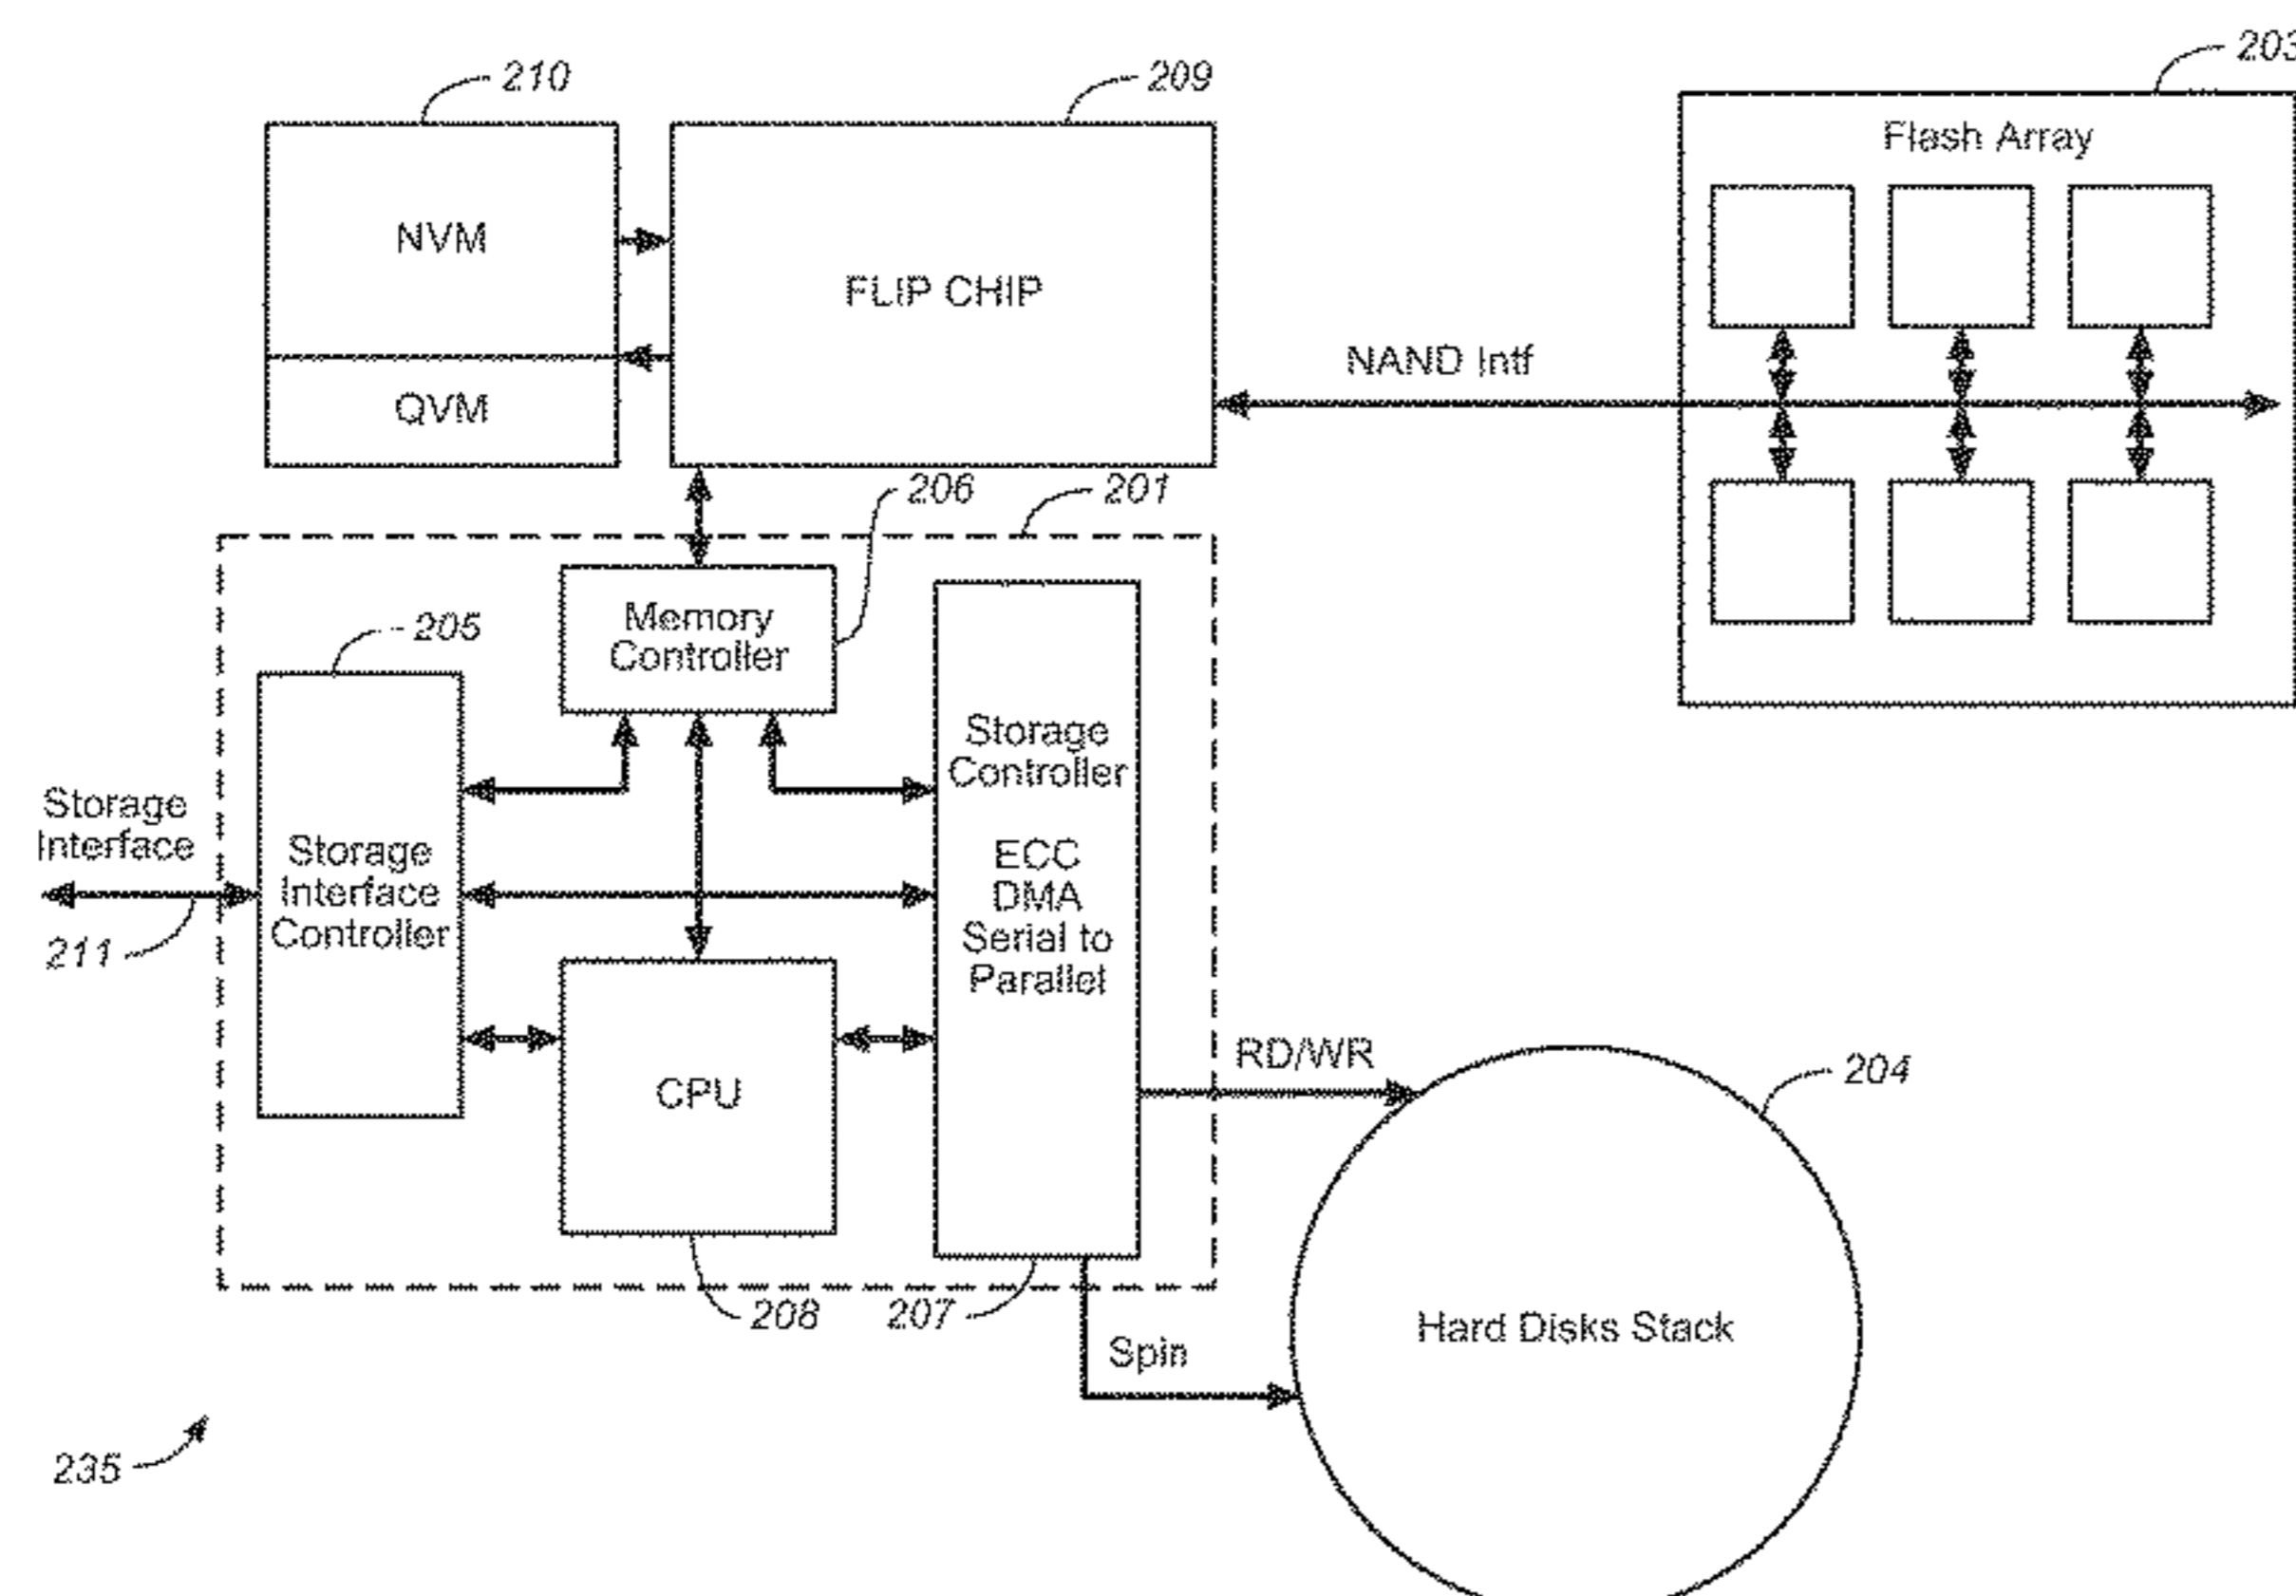 210
209
203
Flash Array
NVM
FLIP CHIP
NAND Intf
QVM
206
201
Memory
Controller
205
Storage
Controller
ECC
DMA
Serial to
Parallel
Storage
Interface
Storage
Interface
Controller
211
CPU
RD/WR
204
208
207
Spin
Hard Disks Stack
235